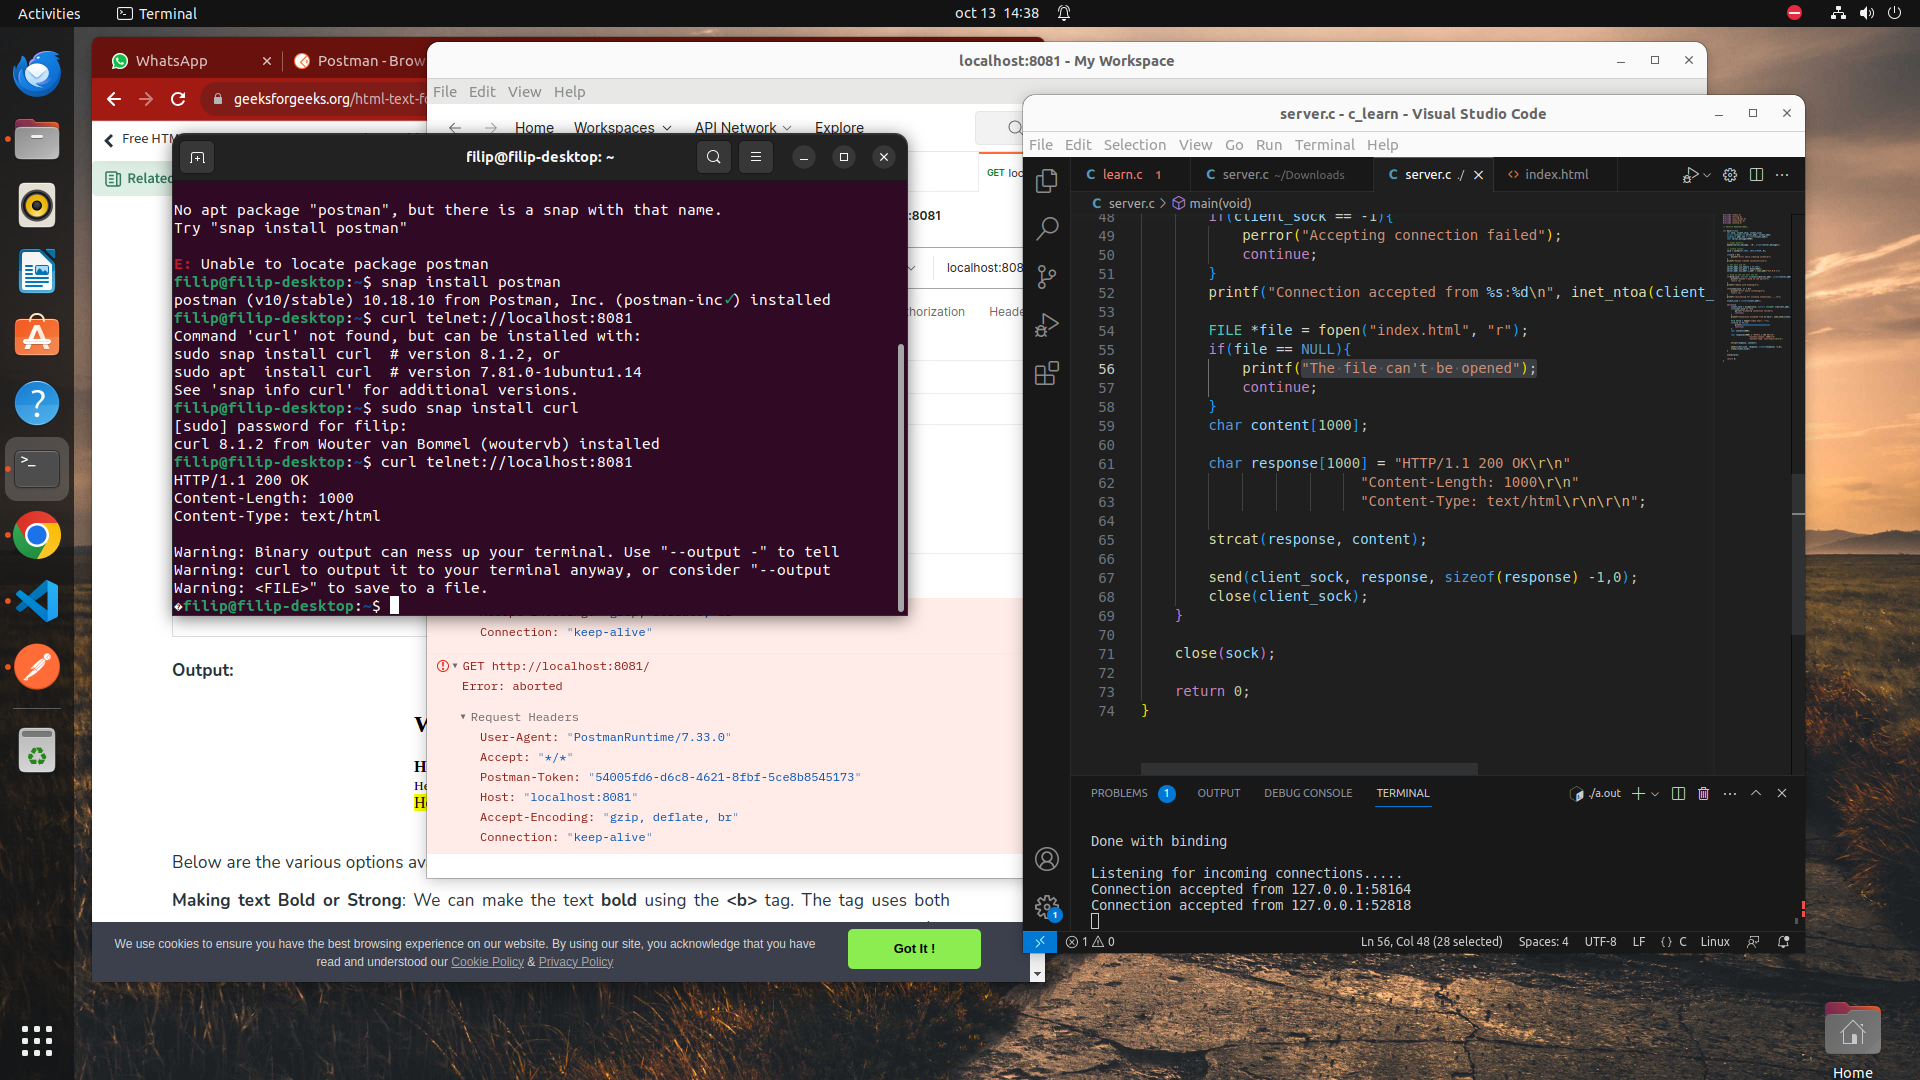 Activities
Terminal
oct 13 14:38
WhatsApp
Postman - Brow
geeksforgeeks.org/html-text-fo
Free HTM
Related
localhost:8081 - My Workspace
File Edit View Help
Home Workspaces API Network Explore
GET loc
:8081
localhost:808
horization Heade
filip@filip-desktop: ~
No apt package "postman", but there is a snap with that name.
Try "snap install postman"
E: Unable to locate package postman
filip@filip-desktop:~$ snap install postman
postman (v10/stable) 10.18.10 from Postman, Inc. (postman-inc✓) installed
filip@filip-desktop:~$ curl telnet://localhost:8081
Command 'curl' not found, but can be installed with:
sudo snap install curl  # version 8.1.2, or
sudo apt  install curl  # version 7.81.0-1ubuntu1.14
See 'snap info curl' for additional versions.
filip@filip-desktop:~$ sudo snap install curl
[sudo] password for filip:
curl 8.1.2 from Wouter van Bommel (woutervb) installed
filip@filip-desktop:~$ curl telnet://localhost:8081
HTTP/1.1 200 OK
Content-Length: 1000
Content-Type: text/html
Warning: Binary output can mess up your terminal. Use "--output -" to tell
Warning: curl to output it to your terminal anyway, or consider "--output
Warning: <FILE>" to save to a file.
�filip@filip-desktop:~$
Connection: "keep-alive"
GET http://localhost:8081/
Error: aborted
Request Headers
User-Agent: "PostmanRuntime/7.33.0"
Accept: "*/*"
Postman-Token: "54005fd6-d6c8-4621-8fbf-5ce8b8545173"
Host: "localhost:8081"
Accept-Encoding: "gzip, deflate, br"
Connection: "keep-alive"
Output:
Below are the various options av
Making text Bold or Strong: We can make the text bold using the <b> tag. The tag uses both
We use cookies to ensure you have the best browsing experience on our website. By using our site, you acknowledge that you have
read and understood our Cookie Policy & Privacy Policy
Got It !
server.c - c_learn - Visual Studio Code
File Edit Selection View Go Run Terminal Help
C learn.c 1
C server.c ~/Downloads
C server.c ./
<> index.html
C server.c > main(void)
48 if(client_sock == -1){
49 perror("Accepting connection failed");
50 continue;
51 }
52 printf("Connection accepted from %s:%d\n", inet_ntoa(client_
53
54 FILE *file = fopen("index.html", "r");
55 if(file == NULL){
56 printf("The file can't be opened");
57 continue;
58 }
59 char content[1000];
60
61 char response[1000] = "HTTP/1.1 200 OK\r\n"
62 "Content-Length: 1000\r\n"
63 "Content-Type: text/html\r\n\r\n";
64
65 strcat(response, content);
66
67 send(client_sock, response, sizeof(response) -1,0);
68 close(client_sock);
69 }
70
71 close(sock);
72
73 return 0;
74 }
PROBLEMS 1 OUTPUT DEBUG CONSOLE TERMINAL
./a.out
Done with binding
Listening for incoming connections.....
Connection accepted from 127.0.0.1:58164
Connection accepted from 127.0.0.1:52818
1
1 0
Ln 56, Col 48 (28 selected) Spaces: 4 UTF-8 LF {} C Linux
Home